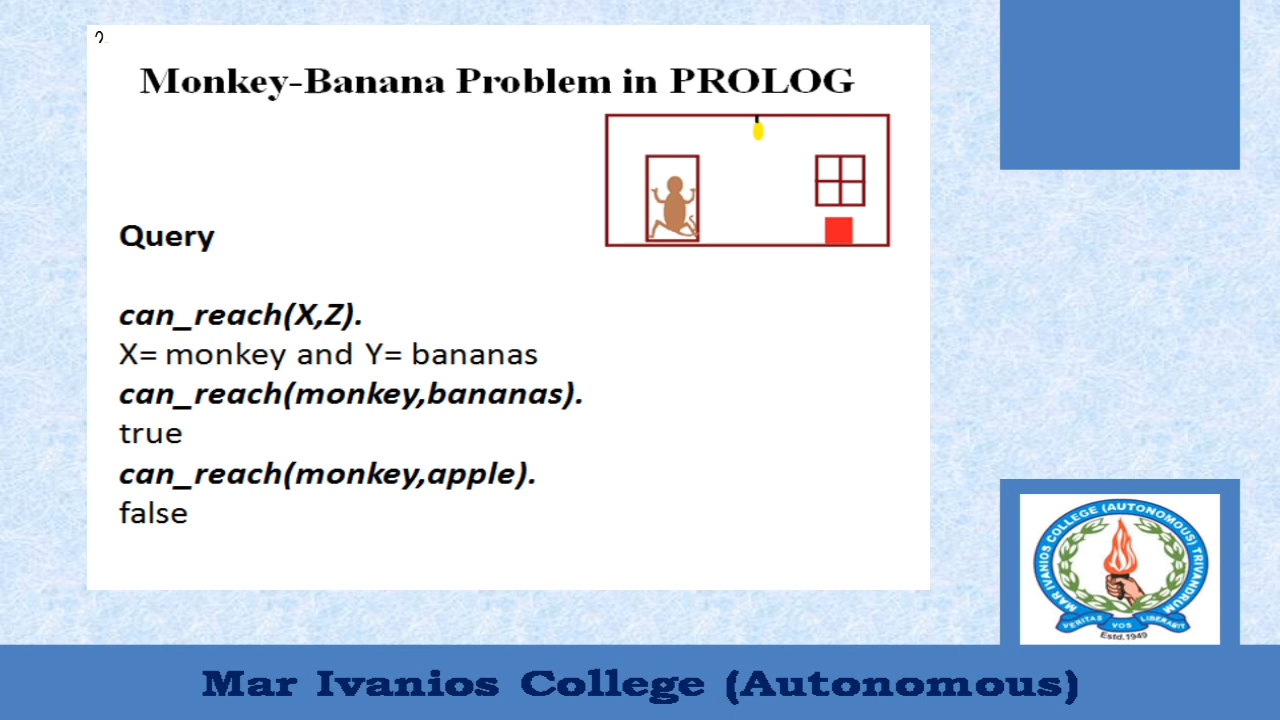 Monkey-Banana Problem in PROLOG
Query
can_reach(X,Z).
X= monkey and Y= bananas
can_reach(monkey,bananas).
true
can_reach(monkey,apple).
false
MAR IVANIOS COLLEGE (AUTONOMOUS) TRIVANDRUM
VERITAS VOS LIBERABIT
Estd.1949
Mar Ivanios College (Autonomous)